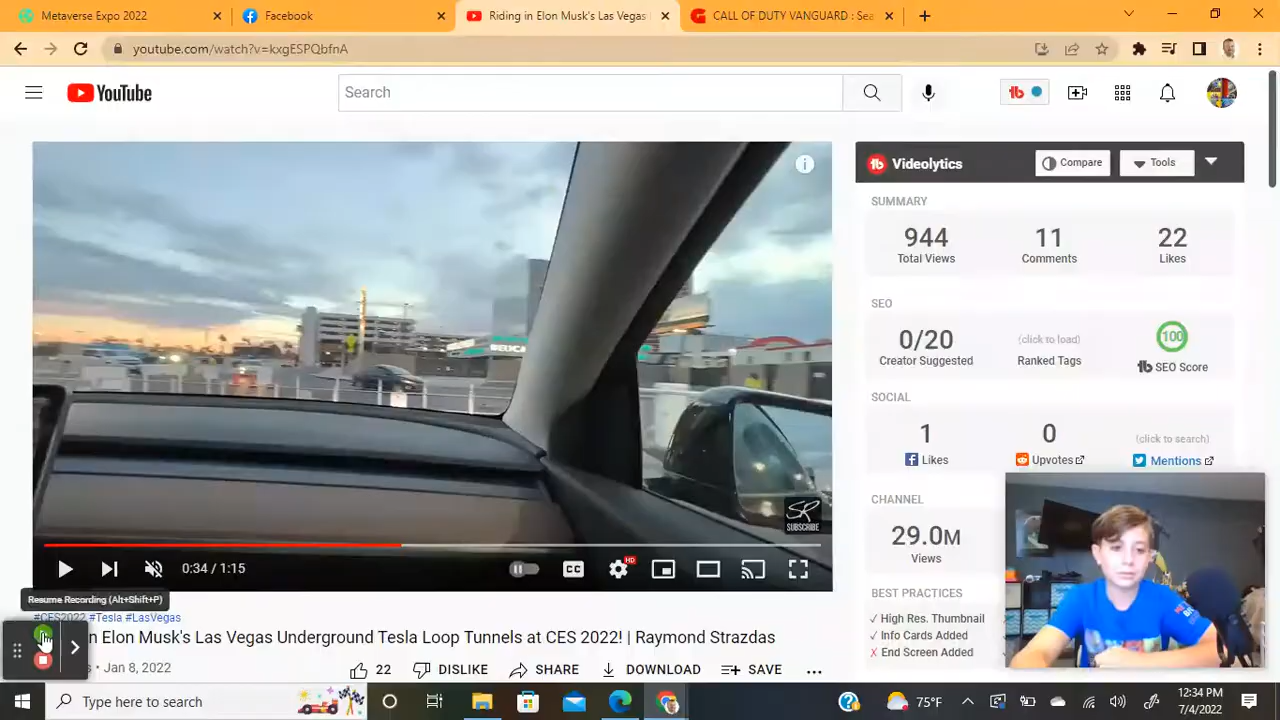 Metaverse Expo 2022
Facebook
Riding in Elon Musk's Las Vegas
CALL OF DUTY VANGUARD : Sea
youtube.com/watch?v=kxgESPQbfnA
YouTube
Search
Videolytics
Compare
Tools
SUMMARY
944
11
22
Total Views
Comments
Likes
SEO
0/20
(click to load)
100
Creator Suggested
Ranked Tags
SEO Score
SOCIAL
1
0
(click to search)
Likes
Upvotes
Mentions
CHANNEL
29.0M
Views
BEST PRACTICES
✓ High Res. Thumbnail
✓ Info Cards Added
✗ End Screen Added
SR
SUBSCRIBE
0:34 / 1:15
CC
HD
Resume Recording (Alt+Shift+P)
#CES2022 #Tesla #LasVegas
in Elon Musk's Las Vegas Underground Tesla Loop Tunnels at CES 2022! | Raymond Strazdas
Jan 8, 2022
22
DISLIKE
SHARE
DOWNLOAD
SAVE
Type here to search
75°F
12:34 PM
7/4/2022